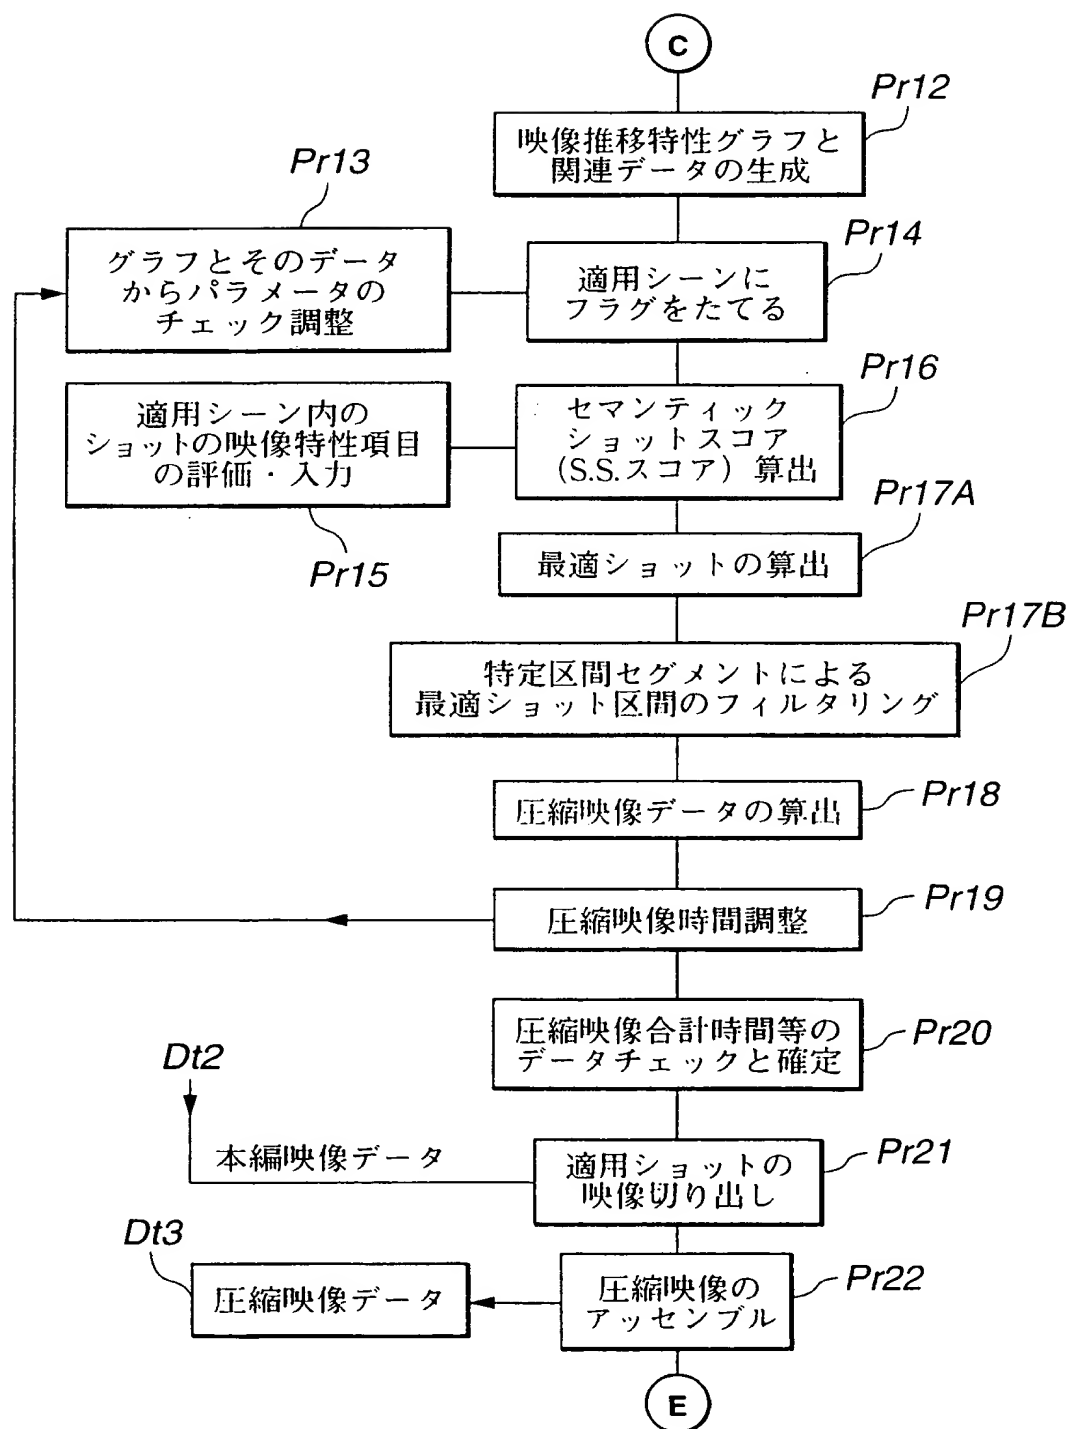 C
Pr12
映像推移特性グラフと
関連データの生成
Pr13
グラフとそのデータ
からパラメータの
チェック調整
Pr14
適用シーンに
フラグをたてる
Pr16
セマンティック
ショットスコア
(S.S.スコア) 算出
適用シーン内の
ショットの映像特性項目
の評価・入力
Pr15
Pr17A
最適ショットの算出
Pr17B
特定区間セグメントによる
最適ショット区間のフィルタリング
Pr18
圧縮映像データの算出
Pr19
圧縮映像時間調整
Pr20
圧縮映像合計時間等の
データチェックと確定
Dt2
本編映像データ
Pr21
適用ショットの
映像切り出し
Dt3
圧縮映像データ
Pr22
圧縮映像の
アッセンブル
E